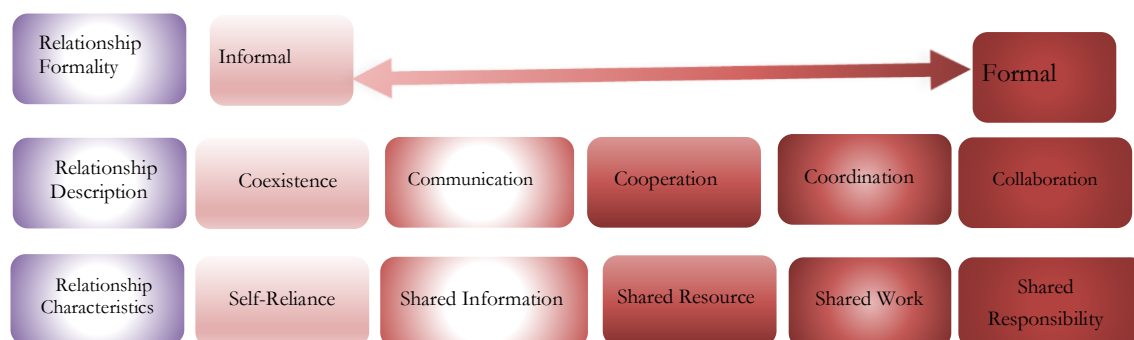 Relationship
Formality
Informal
Formal
Relationship
Description
Coexistence
Communication
Cooperation
Coordination
Collaboration
Relationship
Characteristics
Self-Reliance
Shared Information
Shared Resource
Shared Work
Shared
Responsibility